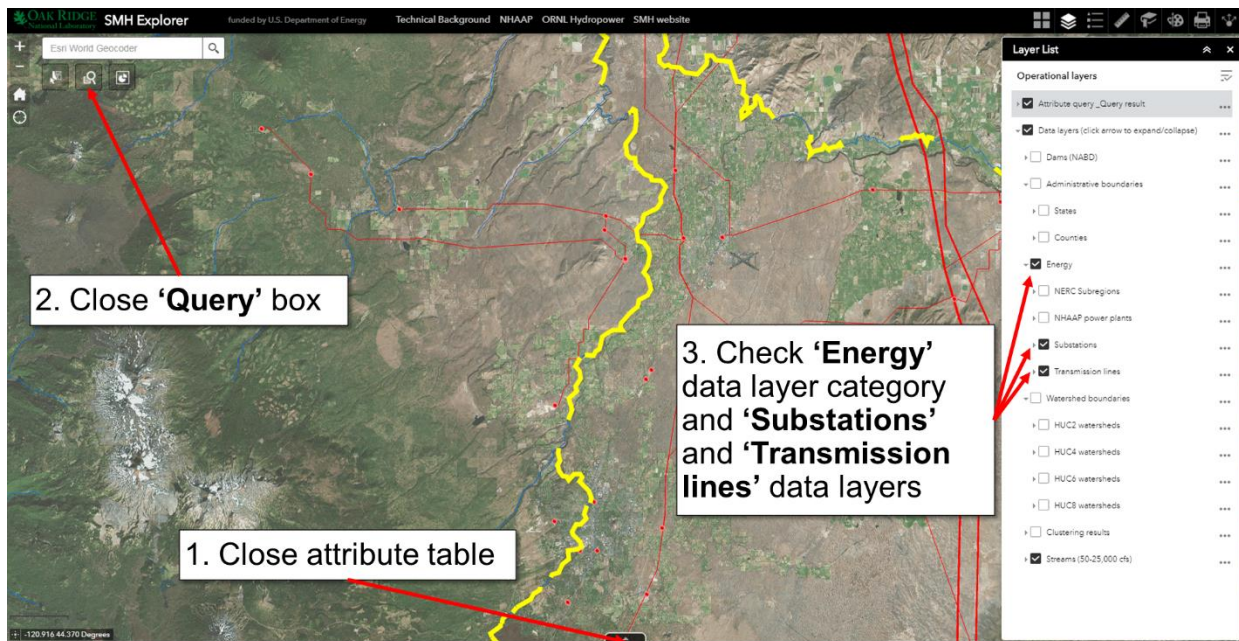 OAK RIDGE
National Laboratory
SMH Explorer
funded by U.S. Department of Energy
Technical Background NHAAP ORNL Hydropower SMH website
Esri World Geocoder
Layer List
Operational layers
Attribute query _Query result
Data layers (click arrow to expand/collapse)
Dams (NABD)
Administrative boundaries
States
Counties
Energy
NERC Subregions
NHAAP power plants
Substations
Transmission lines
Watershed boundaries
HUC2 watersheds
HUC4 watersheds
HUC6 watersheds
HUC8 watersheds
Clustering results
Streams (50-25,000 cfs)
2. Close ‘Query’ box
3. Check ‘Energy’
data layer category
and ‘Substations’
and ‘Transmission
lines’ data layers
1. Close attribute table
-120.916 44.370 Degrees